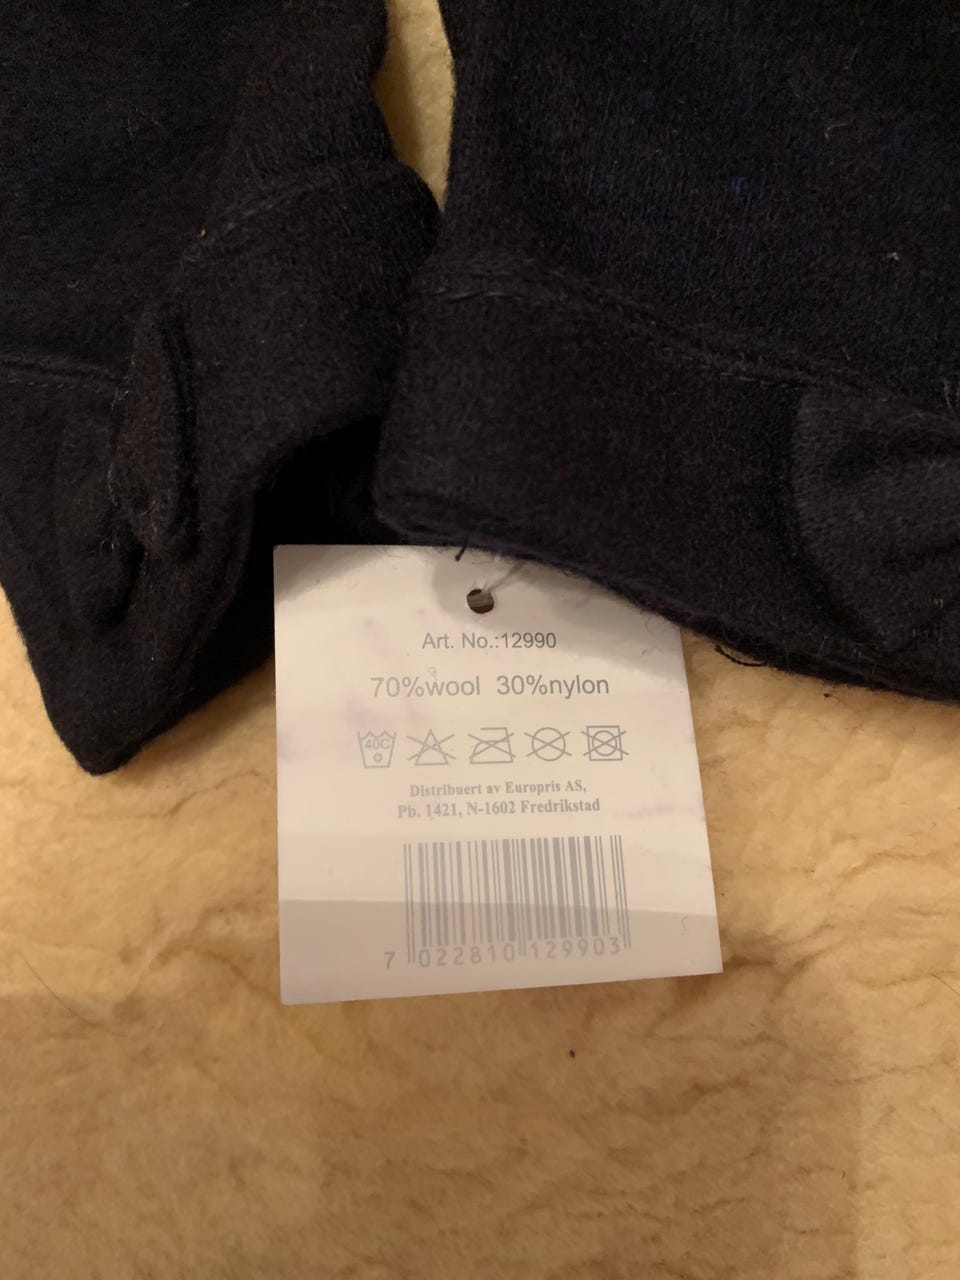 Art. No.:12990
70%wool 30%nylon
40C
Distribuert av Europris AS,
Pb. 1421, N-1602 Fredrikstad
7 022810 129903